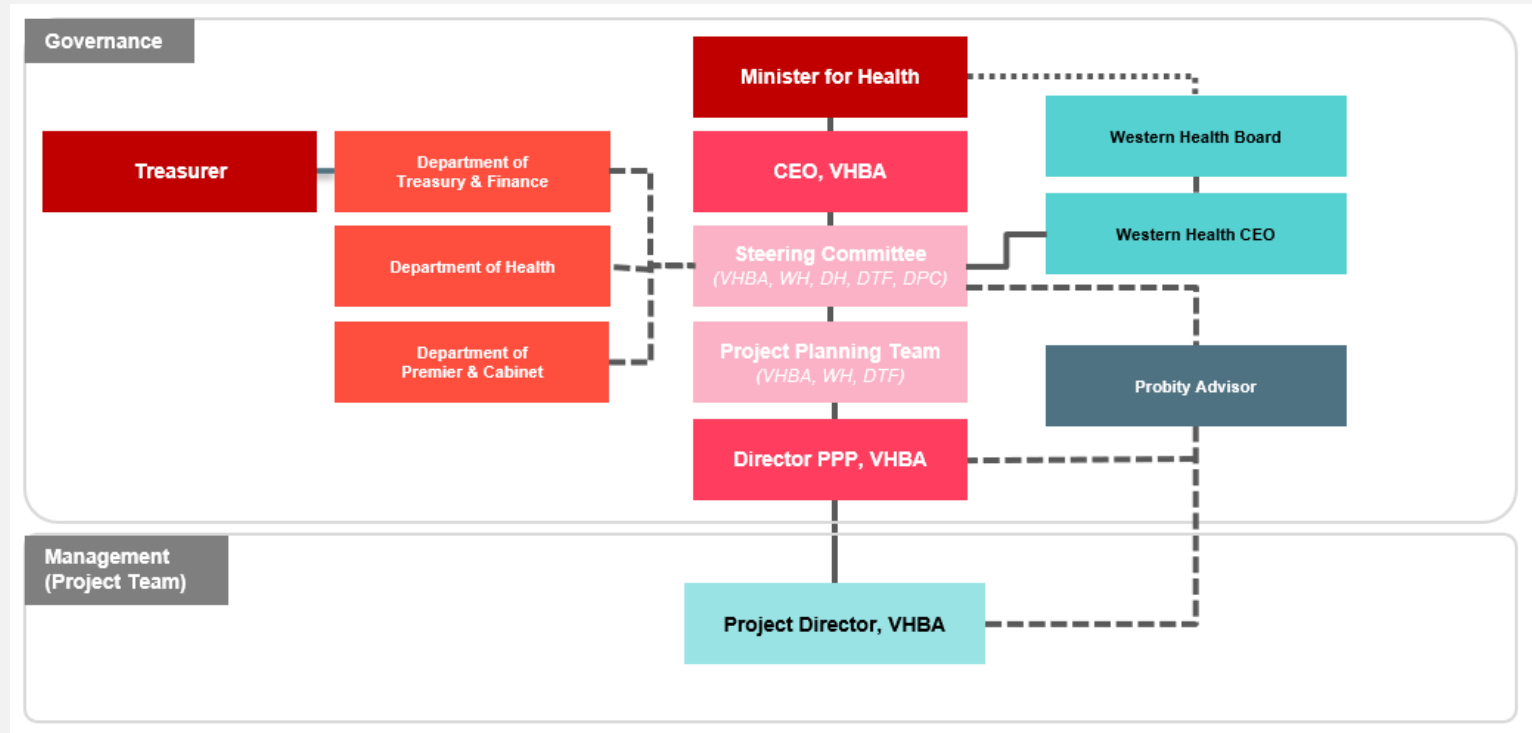 Governance
Minister for Health
Western Health Board
Treasurer
Department of
Treasury & Finance
CEO, VHBA
Western Health CEO
Department of Health
Steering Committee
(VHBA, WH, DH, DTF, DPC)
Department of
Premier & Cabinet
Project Planning Team
(VHBA, WH, DTF)
Probity Advisor
Director PPP, VHBA
Management
(Project Team)
Project Director, VHBA